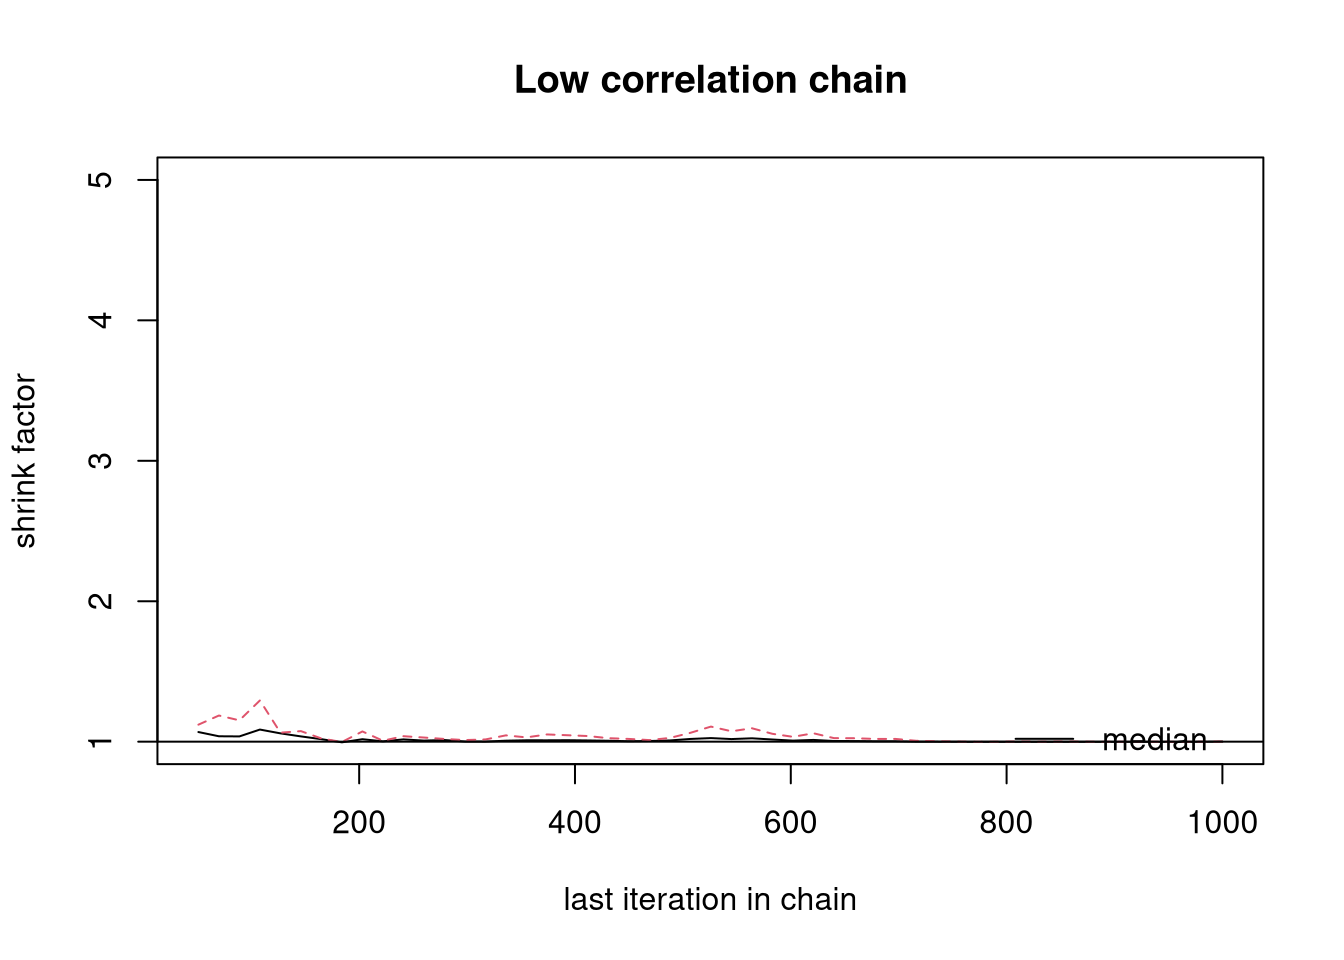 Low correlation chain
shrink factor
5
4
3
2
1
median
200 400 600 800 1000
last iteration in chain